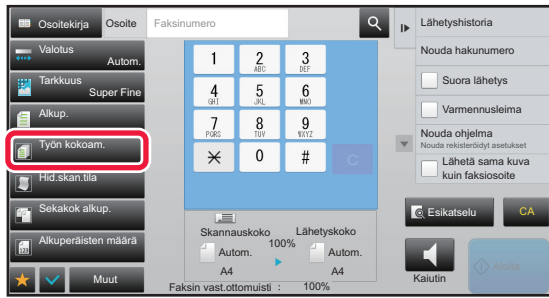 Osoitekirja
Osoite
Faksinumero
Valotus
Autom.
Tarkkuus
Super Fine
Alkup.
Työn kokoam.
Hid.skan.tila
Sekakok alkup.
Alkuperäisten määrä
Muut
1
2
ABC
3
DEF
4
GHI
5
JKL
6
MNO
7
PQRS
8
TUV
9
WXYZ
0
#
C
Skannauskoko
Lähetyskoko
100%
Autom.
Autom.
A4
A4
Faksin vast.ottomuisti : 100%
Lähetyshistoria
Nouda hakunumero
Suora lähetys
Varmennusleima
Nouda ohjelma
Nouda rekisteröidyt asetukset
Lähetä sama kuva
kuin faksiosoite
Esikatselu
CA
Kaiutin
Aloita